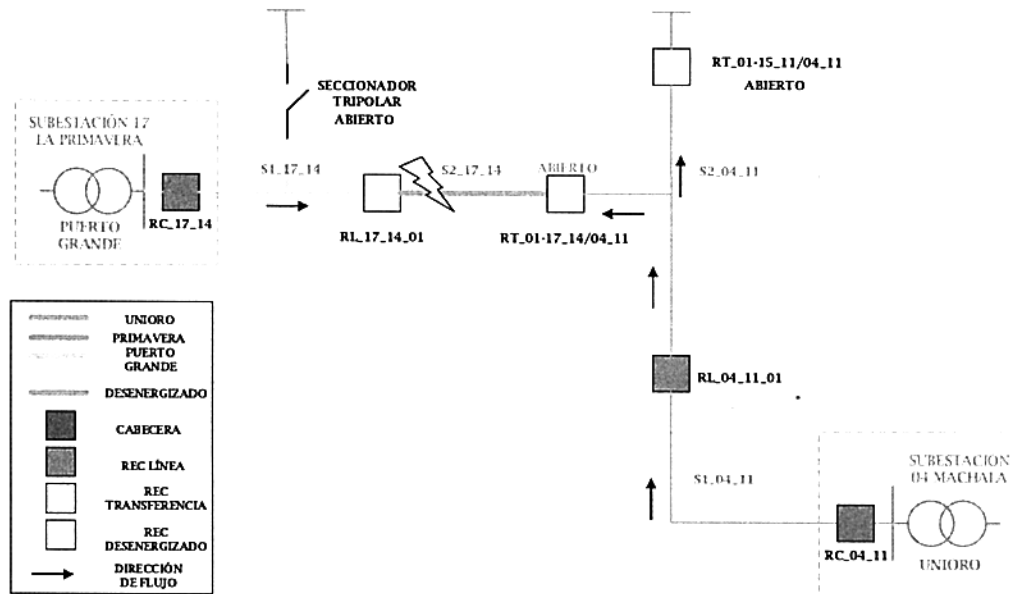 RT_01-15_11/04_11
ABIERTO
SECCIONADOR
TRIPOLAR
ABIERTO
SUBESTACIÓN 17
LA PRIMAVERA
S1_17_14
S2_17_14
ABIERTO
S2_04_11
PUERTO
GRANDE
RC_17_14
RL_17_14_01
RT_01-17_14/04_11
UNIORO
PRIMAVERA
PUERTO
GRANDE
DESENERGIZADO
CABECERA
REC LÍNEA
REC
TRANSFERENCIA
REC
DESENERGIZADO
DIRECCIÓN
DE FLUJO
RL_04_11_01
S1_04_11
SUBESTACION
04 MACHALA
RC_04_11
UNIORO